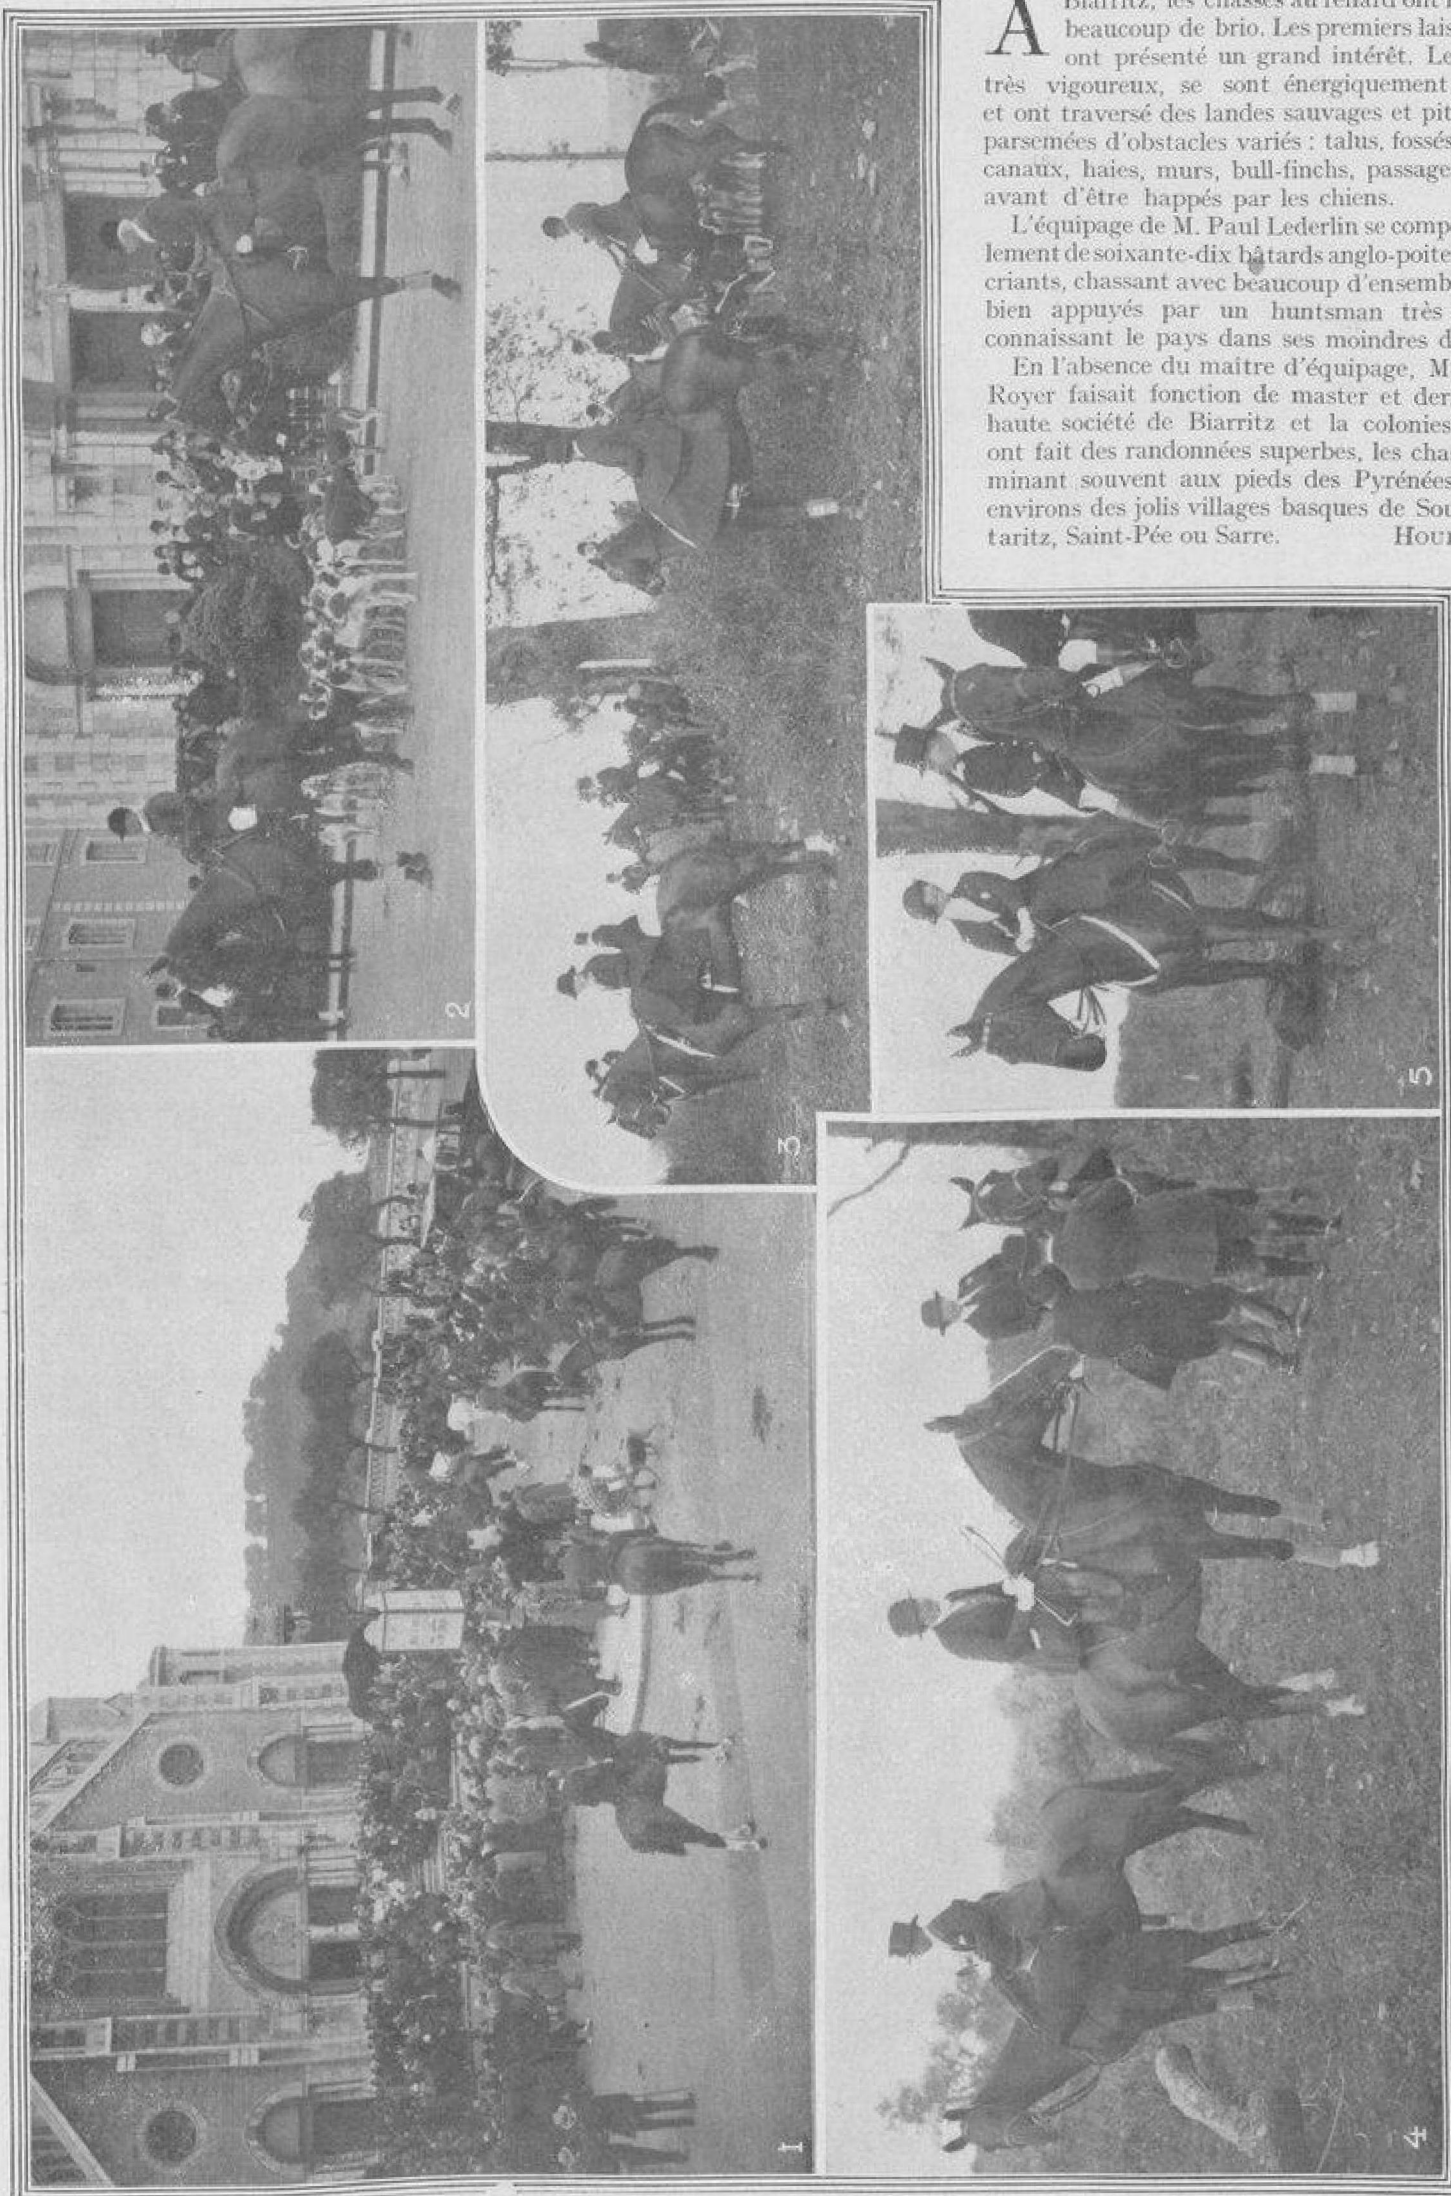 A Biarritz, les chasses au renard ont
beaucoup de brio. Les premiers lais
ont présenté un grand intérêt. Le
très vigoureux, se sont énergiquement
et ont traversé des landes sauvages et pit
parsemées d'obstacles variés : talus, fossés
canaux, haies, murs, bull-finchs, passage
avant d'être happés par les chiens.
L'équipage de M. Paul Lederlin se comp
lement de soixante-dix bâtards anglo-poite
criants, chassant avec beaucoup d'ensemb
bien appuyés par un huntsman très
connaissant le pays dans ses moindres d
En l'absence du maître d'équipage, M
Royer faisait fonction de master et der
haute société de Biarritz et la colonies
ont fait des randonnées superbes, les cha
minant souvent aux pieds des Pyrénées
environs des jolis villages basques de Sou
taritz, Saint-Pée ou Sarre. HOUR
2
3
5
1
4